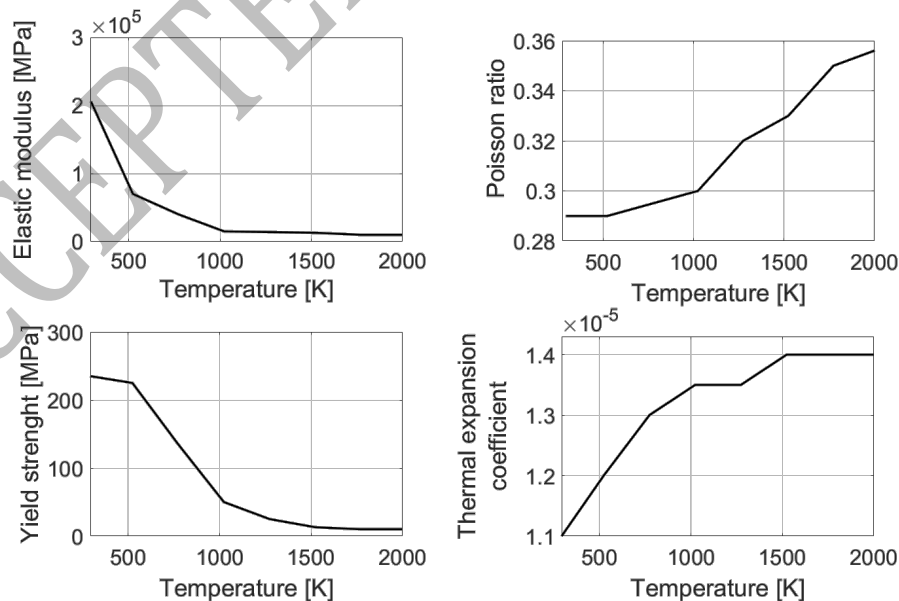 ×10^5
Elastic modulus [MPa]
3
2
1
0
500 1000 1500 2000
Temperature [K]
Poisson ratio
0.36
0.34
0.32
0.3
0.28
500 1000 1500 2000
Temperature [K]
Yield strenght [MPa]
300
200
100
0
500 1000 1500 2000
Temperature [K]
×10^-5
Thermal expansion
coefficient
1.4
1.3
1.2
1.1
500 1000 1500 2000
Temperature [K]
CCEPTE